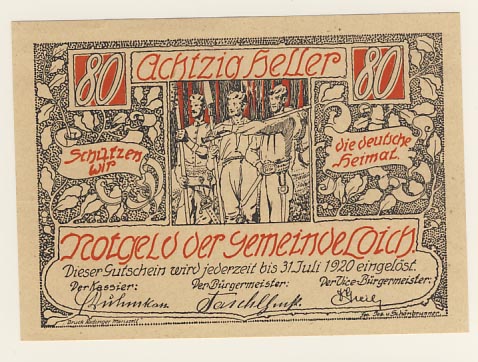 80 Achtzig Heller 80
Schützen wir
die deutsche Heimat.
Notgeld der Gemeinde Loich
Dieser Gutschein wird jederzeit bis 31. Juli 1920 eingelöst.
Der Kassier: Der Bürgermeister: Der Vice-Bürgermeister: